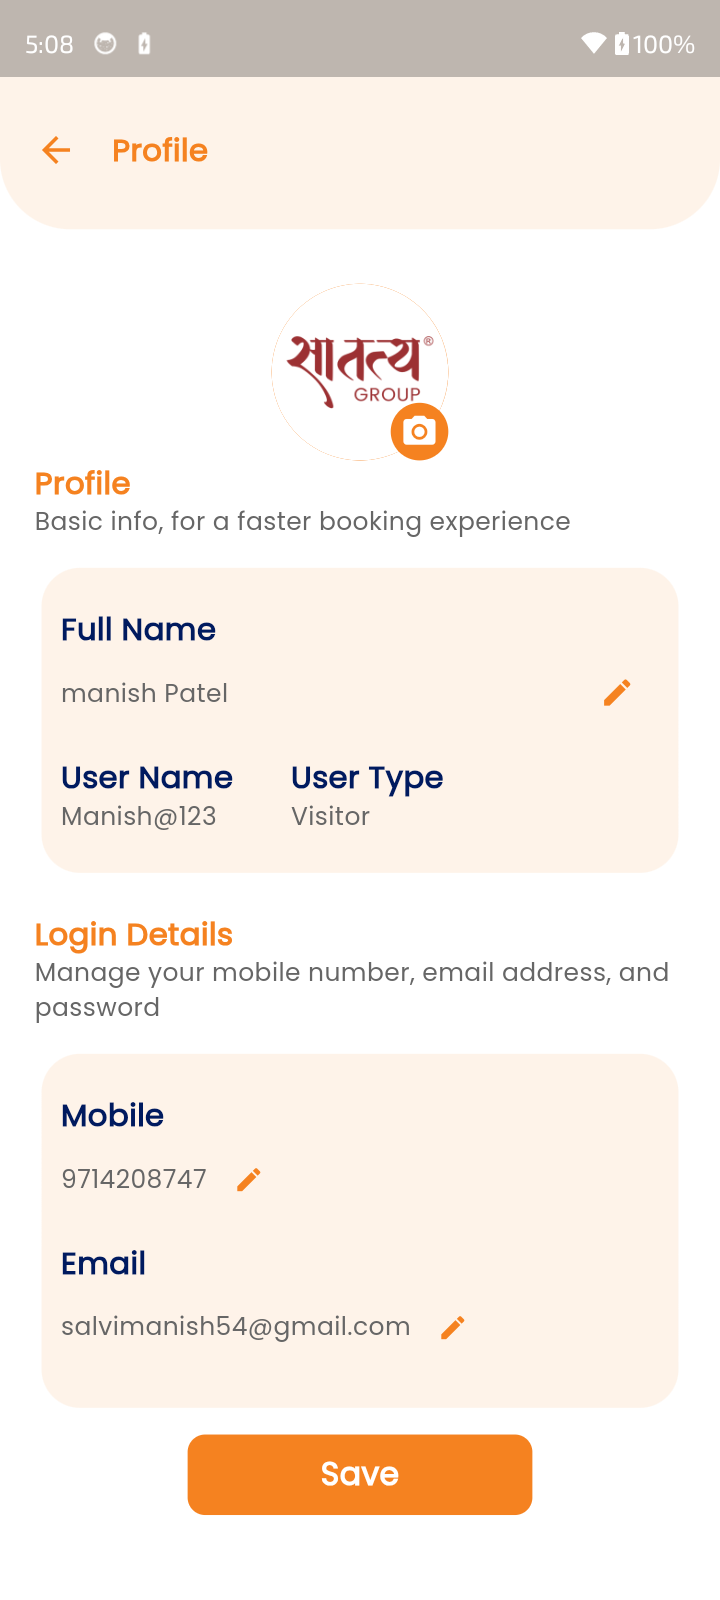 5:08 100%
Profile
सातत्य®
GROUP
Profile
Basic info, for a faster booking experience
Full Name
manish Patel
User Name User Type
Manish@123 Visitor
Login Details
Manage your mobile number, email address, and
password
Mobile
9714208747
Email
salvimanish54@gmail.com
Save